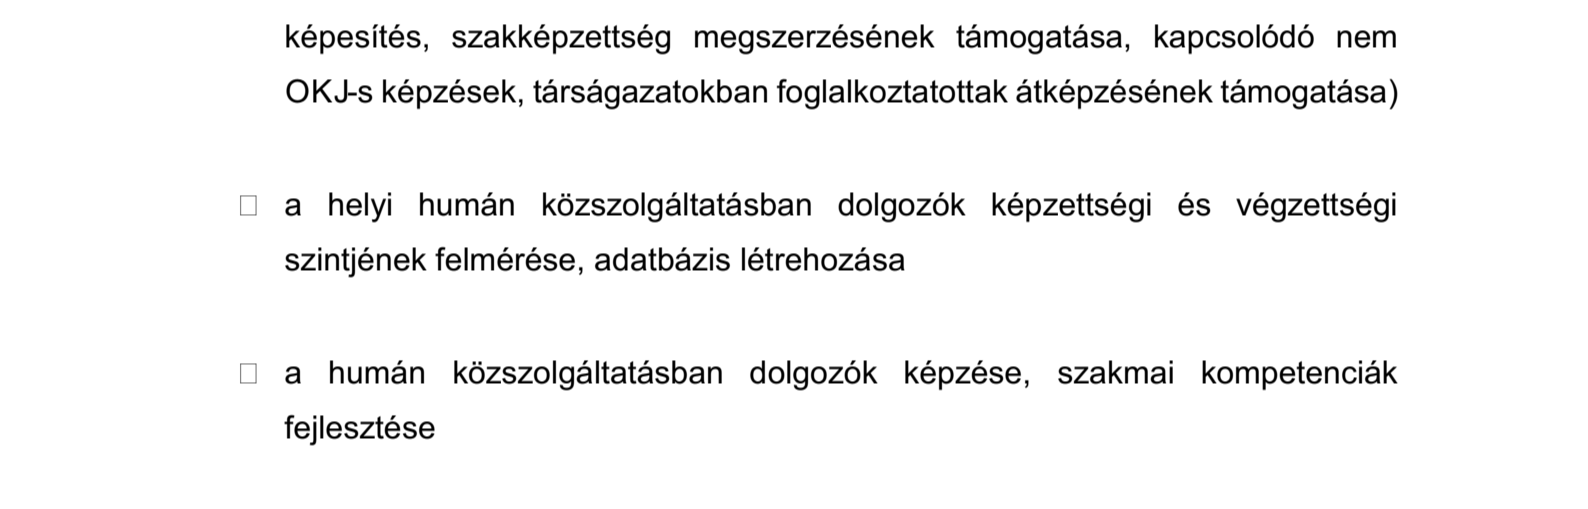 képesítés, szakképzettség megszerzésének támogatása, kapcsolódó nem
OKJ-s képzések, társágazatokban foglalkoztatottak átképzésének támogatása)
□ a helyi humán közszolgáltatásban dolgozók képzettségi és végzettségi
szintjének felmérése, adatbázis létrehozása
□ a humán közszolgáltatásban dolgozók képzése, szakmai kompetenciák
fejlesztése